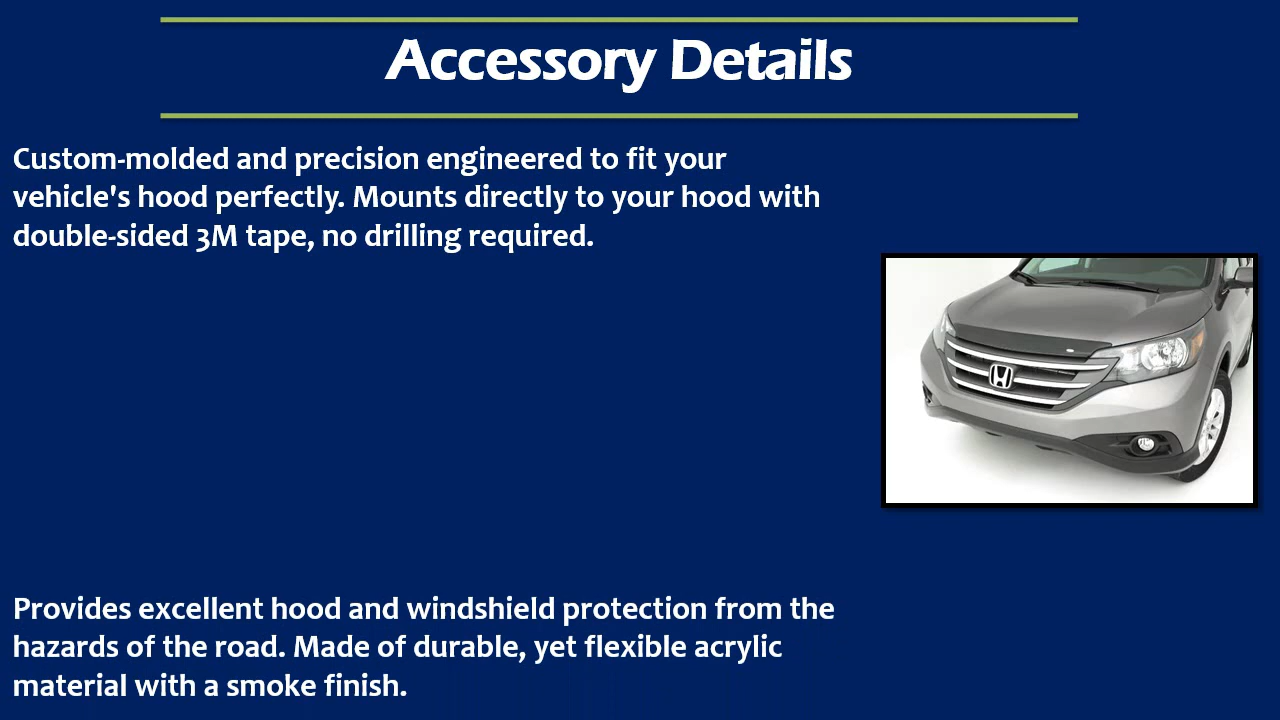 Accessory Details
Custom-molded and precision engineered to fit your
vehicle's hood perfectly. Mounts directly to your hood with
double-sided 3M tape, no drilling required.
Provides excellent hood and windshield protection from the
hazards of the road. Made of durable, yet flexible acrylic
material with a smoke finish.